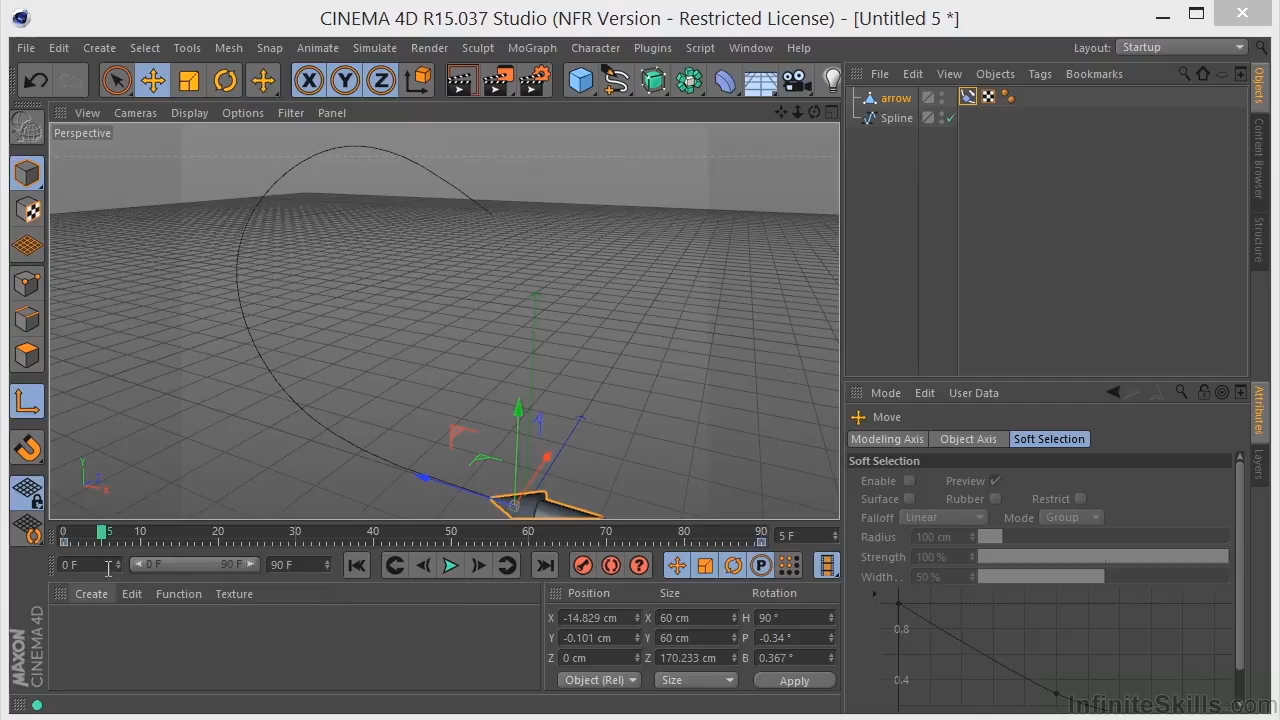 CINEMA 4D R15.037 Studio (NFR Version - Restricted License) - [Untitled 5 *]
File Edit Create Select Tools Mesh Snap Animate Simulate Render Sculpt MoGraph Character Plugins Script Window Help Layout: Startup
X Y Z
File Edit View Objects Tags Bookmarks
View Cameras Display Options Filter Panel
Perspective
arrow
Spline
Objects
Content Browser
Structure
Y
Z
X
Mode Edit User Data
Move
Modeling Axis Object Axis Soft Selection
Soft Selection
Enable Preview
Surface Rubber Restrict
Falloff Linear Mode Group
Radius 100 cm
Strength 100 %
Width . . 50 %
0.8
0.4
Attributes
Layers
0 5 10 20 30 40 50 60 70 80 90 5 F
0 F 0 F 90 F 90 F
Create Edit Function Texture
Position Size Rotation
X -14.829 cm X 60 cm H 90 °
Y -0.101 cm Y 60 cm P -0.34 °
Z 0 cm Z 170.233 cm B 0.367 °
Object (Rel) Size Apply
MAXON
CINEMA 4D
InfiniteSkills.com